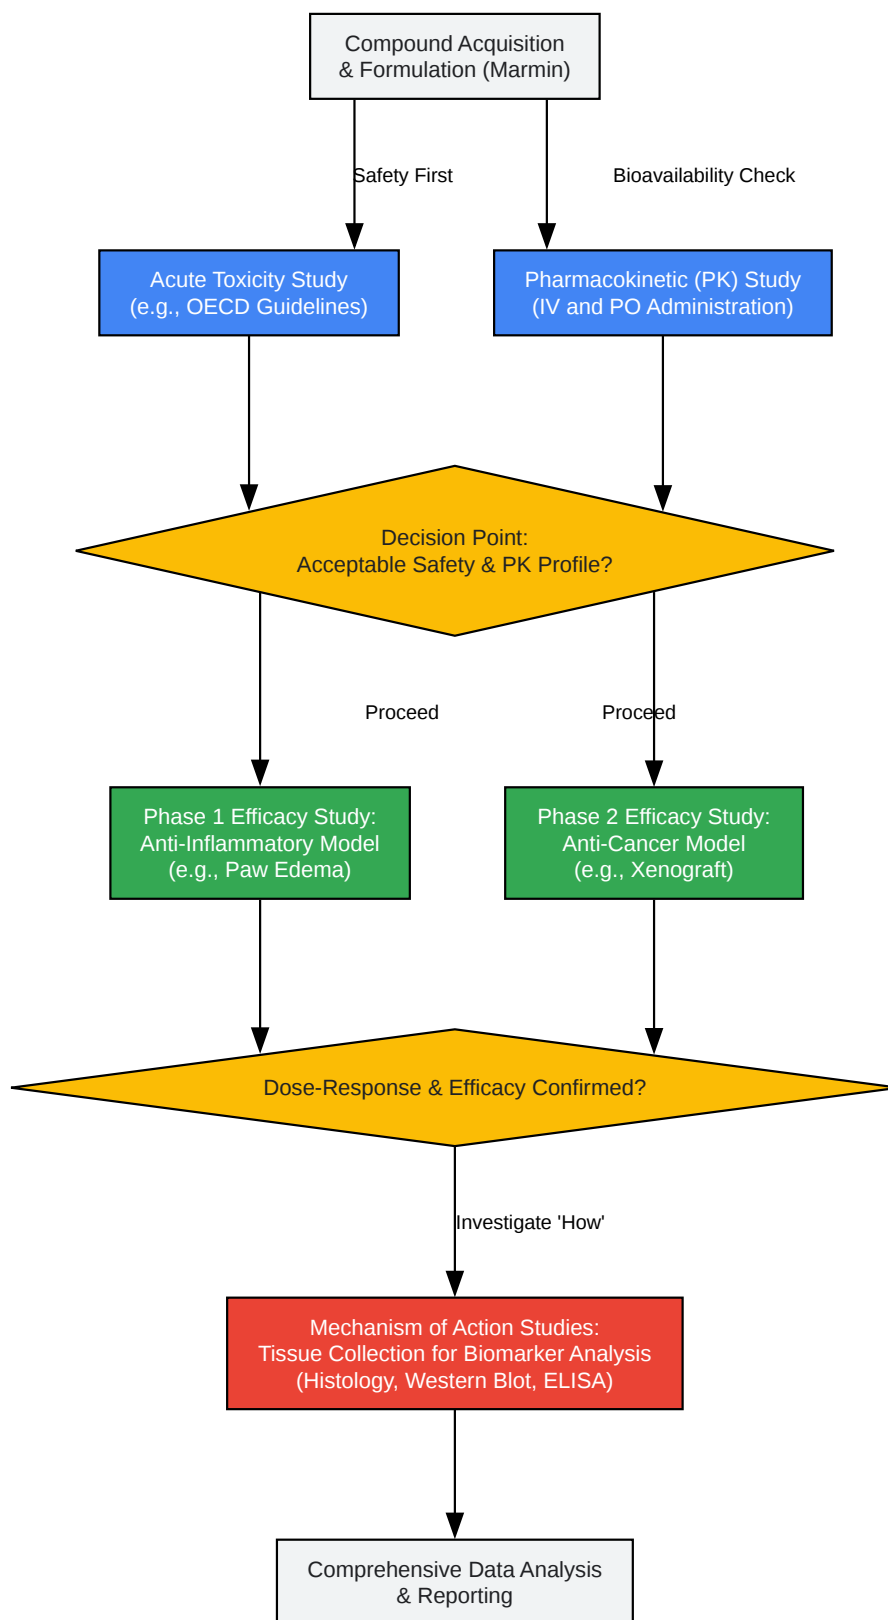 Compound Acquisition
& Formulation (Marmin)
Safety First
Bioavailability Check
Acute Toxicity Study
(e.g., OECD Guidelines)
Pharmacokinetic (PK) Study
(IV and PO Administration)
Decision Point:
Acceptable Safety & PK Profile?
Proceed
Proceed
Phase 1 Efficacy Study:
Anti-Inflammatory Model
(e.g., Paw Edema)
Phase 2 Efficacy Study:
Anti-Cancer Model
(e.g., Xenograft)
Dose-Response & Efficacy Confirmed?
Investigate 'How'
Mechanism of Action Studies:
Tissue Collection for Biomarker Analysis
(Histology, Western Blot, ELISA)
Comprehensive Data Analysis
& Reporting